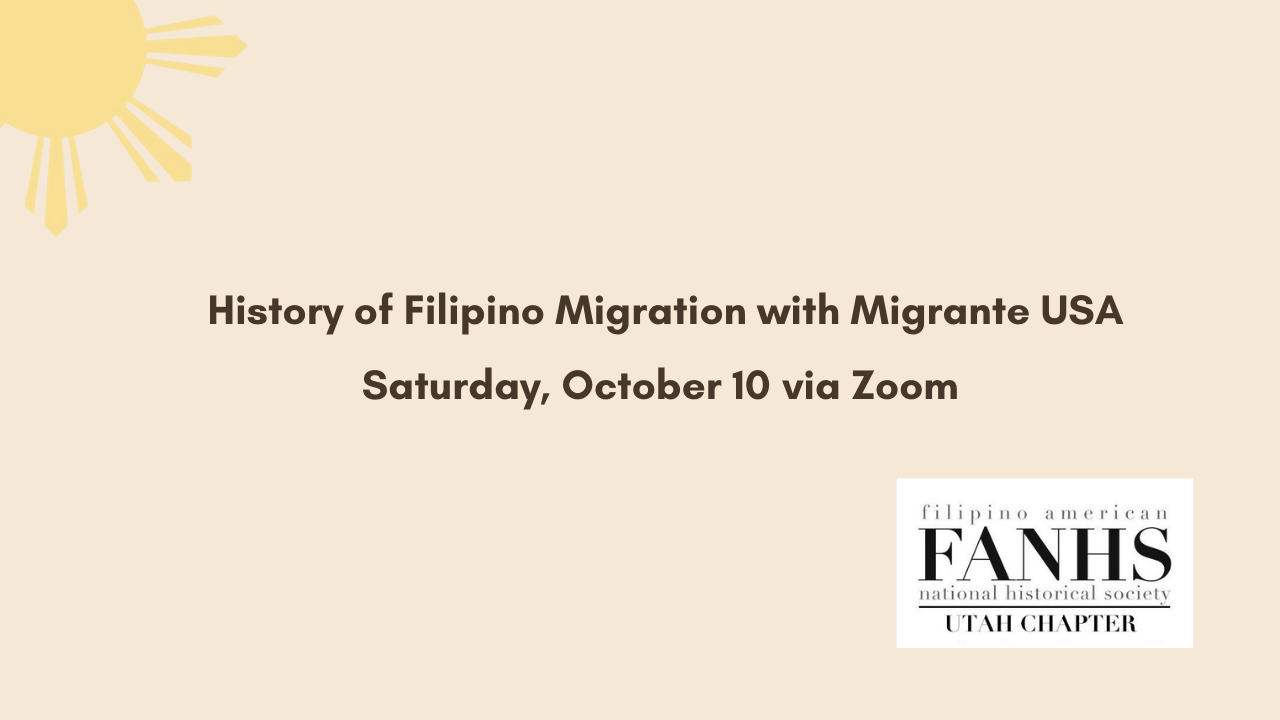 History of Filipino Migration with Migrante USA
Saturday, October 10 via Zoom
filipino american
FANHS
national historical society
UTAH CHAPTER